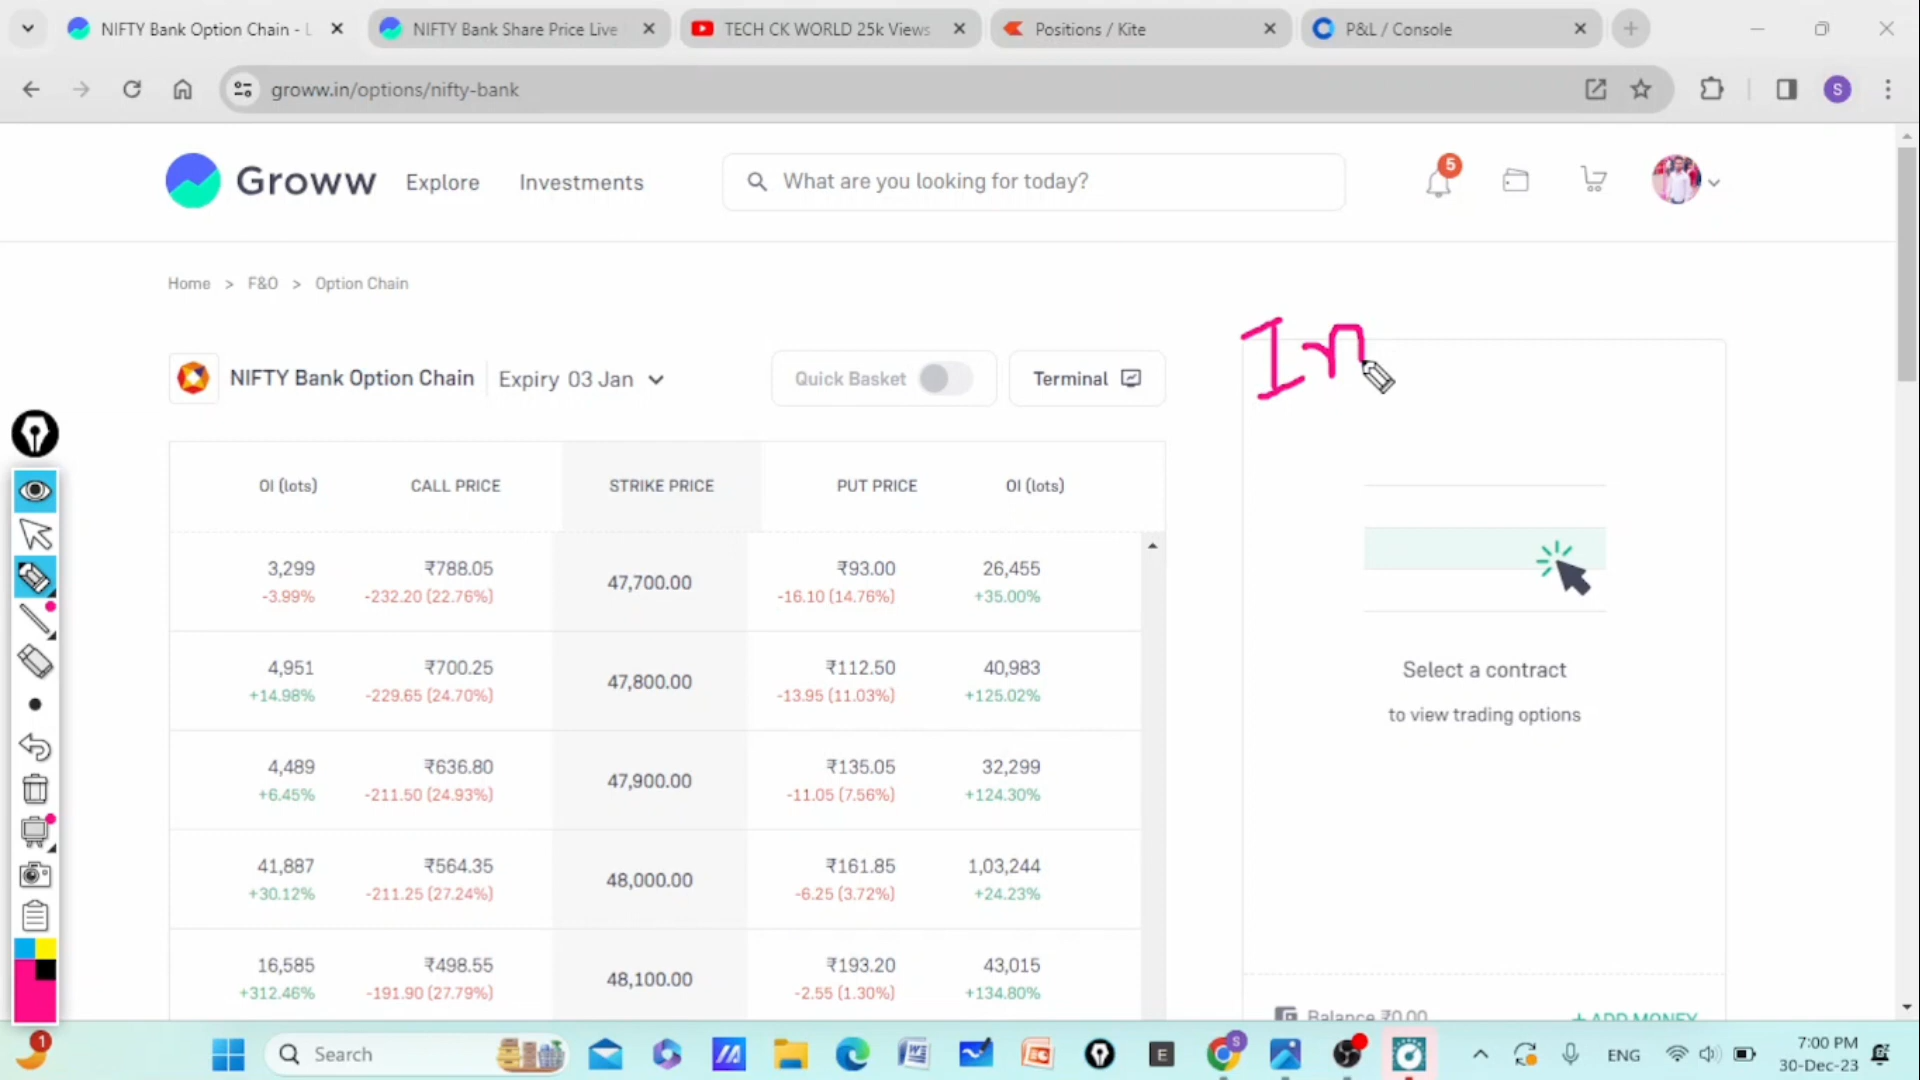 NIFTY Bank Option Chain - L
NIFTY Bank Share Price Live
TECH CK WORLD 25k Views
Positions / Kite
P&L / Console
groww.in/options/nifty-bank
S
Groww Explore Investments What are you looking for today? 5
Home > F&O > Option Chain
In
NIFTY Bank Option Chain Expiry 03 Jan Quick Basket Terminal
OI (lots) CALL PRICE STRIKE PRICE PUT PRICE OI (lots)
3,299 ₹788.05 47,700.00 ₹93.00 26,455
-3.99% -232.20 (22.76%) -16.10 (14.76%) +35.00%
4,951 ₹700.25 47,800.00 ₹112.50 40,983
+14.98% -229.65 (24.70%) -13.95 (11.03%) +125.02%
4,489 ₹636.80 47,900.00 ₹135.05 32,299
+6.45% -211.50 (24.93%) -11.05 (7.56%) +124.30%
41,887 ₹564.35 48,000.00 ₹161.85 1,03,244
+30.12% -211.25 (27.24%) -6.25 (3.72%) +24.23%
16,585 ₹498.55 48,100.00 ₹193.20 43,015
+312.46% -191.90 (27.79%) -2.55 (1.30%) +134.80%
Select a contract
to view trading options
Balance ₹0.00 + ADD MONEY
1
Search
E
S
ENG
7:00 PM
30-Dec-23